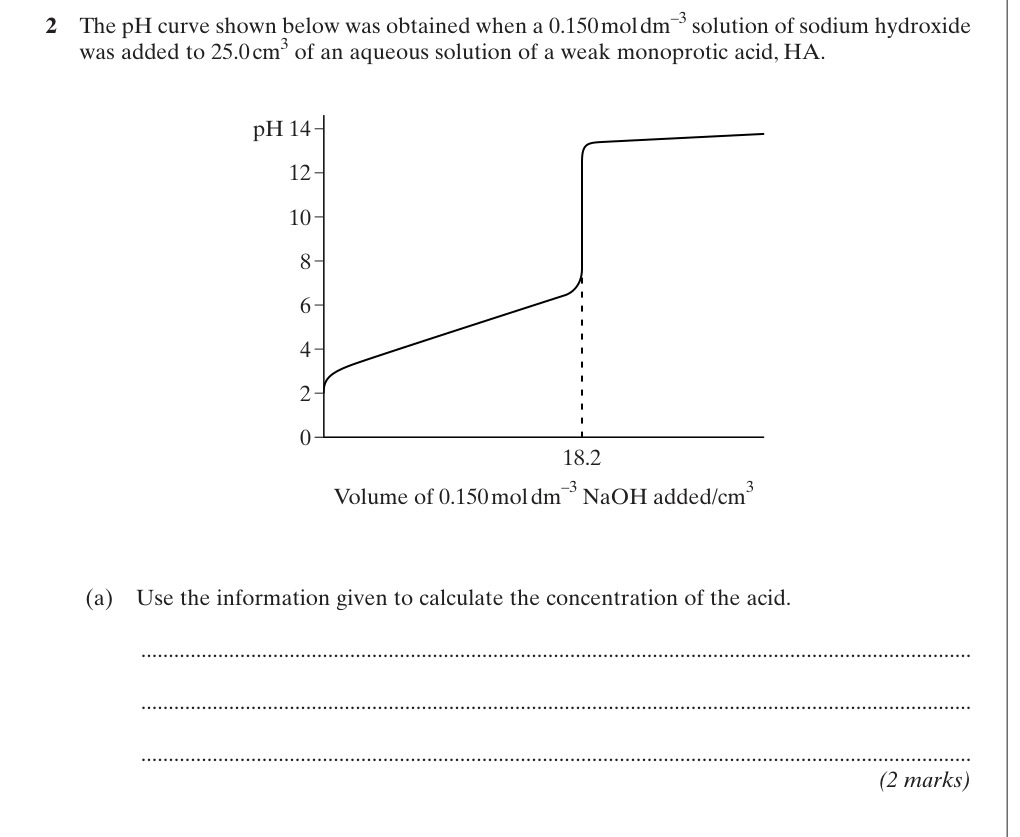 2 The pH curve shown below was obtained when a 0.150 mol dm⁻³ solution of sodium hydroxide
was added to 25.0 cm³ of an aqueous solution of a weak monoprotic acid, HA.
pH 14
12
10
8
6
4
2
0
18.2
Volume of 0.150 mol dm⁻³ NaOH added/cm³
(a) Use the information given to calculate the concentration of the acid.
(2 marks)